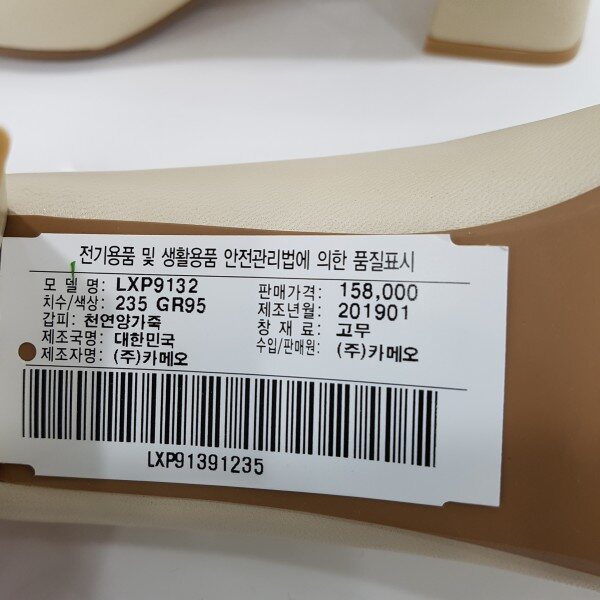 전기용품 및 생활용품 안전관리법에 의한 품질표시
모 델 명: LXP9132 판매가격: 158,000
치수/색상: 235 GR95 제조년월: 201901
갑피: 천연양가죽 창 재 료: 고무
제조국명: 대한민국 수입/판매원: (주)카메오
제조자명: (주)카메오
LXP91391235